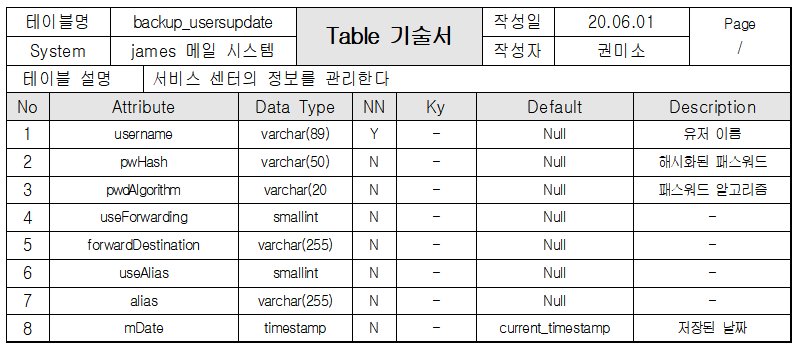 테이블명 backup_usersupdate Table 기술서 작성일 20.06.01 Page
System james 메일 시스템 작성자 권미소 /
테이블 설명 서비스 센터의 정보를 관리한다
No Attribute Data Type NN Ky Default Description
1 username varchar(89) Y - Null 유저 이름
2 pwHash varchar(50) N - Null 해시화된 패스워드
3 pwdAlgorithm varchar(20 N - Null 패스워드 알고리즘
4 useForwarding smallint N - Null -
5 forwardDestination varchar(255) N - Null -
6 useAlias smallint N - Null -
7 alias varchar(255) N - Null -
8 mDate timestamp N - current_timestamp 저장된 날짜